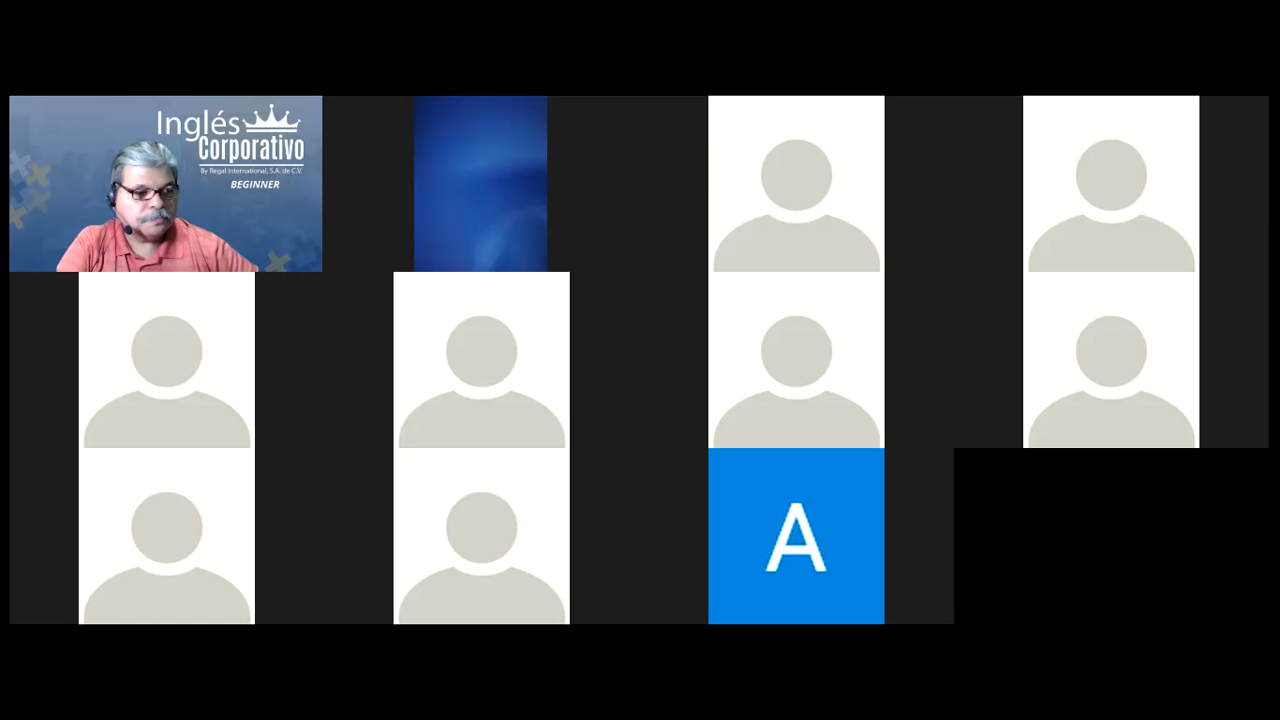 Inglés
Corporativo
By Regal International, S.A. de C.V.
BEGINNER
A